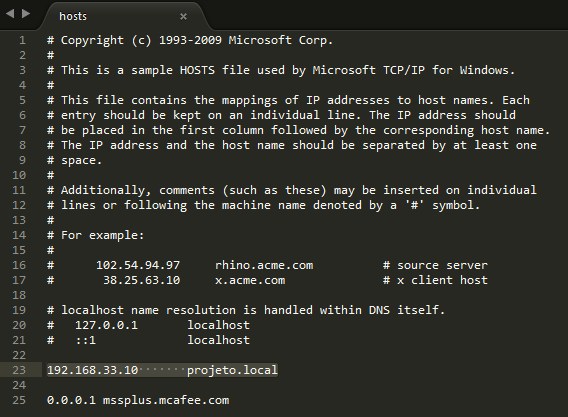 hosts ×
1 # Copyright (c) 1993-2009 Microsoft Corp.
2 #
3 # This is a sample HOSTS file used by Microsoft TCP/IP for Windows.
4 #
5 # This file contains the mappings of IP addresses to host names. Each
6 # entry should be kept on an individual line. The IP address should
7 # be placed in the first column followed by the corresponding host name.
8 # The IP address and the host name should be separated by at least one
9 # space.
10 #
11 # Additionally, comments (such as these) may be inserted on individual
12 # lines or following the machine name denoted by a '#' symbol.
13 #
14 # For example:
15 #
16 #      102.54.94.97     rhino.acme.com          # source server
17 #       38.25.63.10     x.acme.com              # x client host
18
19 # localhost name resolution is handled within DNS itself.
20 #   127.0.0.1       localhost
21 #   ::1             localhost
22
23 192.168.33.10·······projeto.local
24
25 0.0.0.1 mssplus.mcafee.com